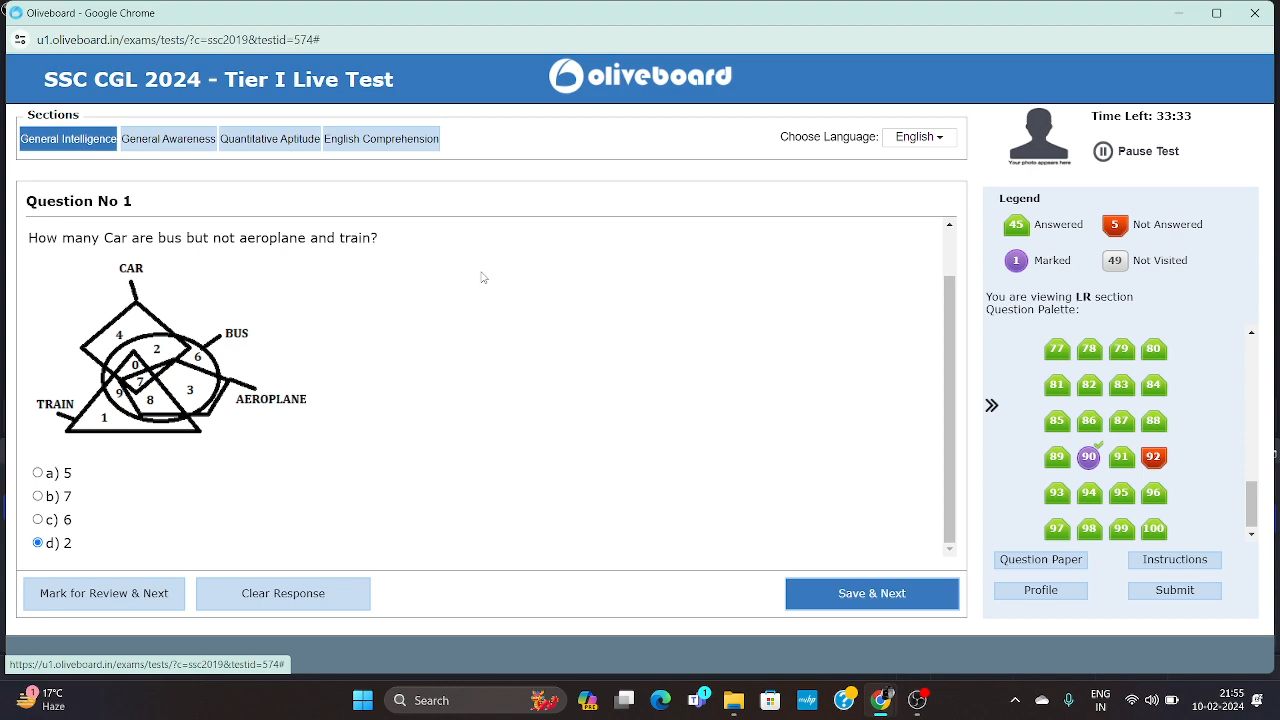 Oliveboard - Google Chrome
u1.oliveboard.in/exams/tests/?c=ssc2019&testid=574#
SSC CGL 2024 - Tier I Live Test
oliveboard
Sections
General Intelligence General Awareness Quantitative Aptitude English Comprehension
Choose Language: English
Your photo appears here
Time Left: 33:33
Pause Test
Question No 1
How many Car are bus but not aeroplane and train?
CAR
4
2
BUS
6
0
7
9
3
8
AEROPLANE
TRAIN
1
a) 5
b) 7
c) 6
d) 2
Mark for Review & Next
Clear Response
Save & Next
Legend
45 Answered 5 Not Answered
1 Marked 49 Not Visited
You are viewing LR section
Question Palette:
77 78 79 80
81 82 83 84
85 86 87 88
89 90 91 92
93 94 95 96
97 98 99 100
Question Paper Instructions
Profile Submit
https://u1.oliveboard.in/exams/tests/?c=ssc2019&testid=574#
17°C
Haze
1
Search
1
ENG
IN
21:55
10-02-2024